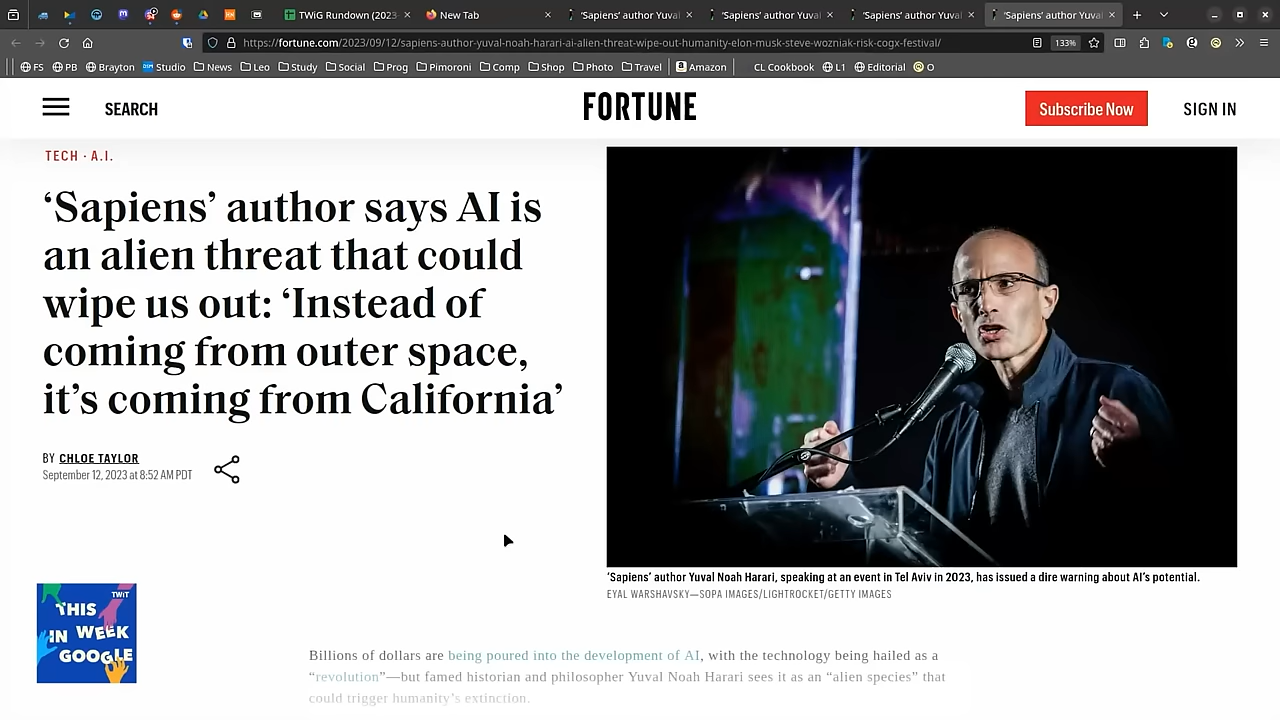 TWiG Rundown (2023
New Tab
'Sapiens' author Yuval
'Sapiens' author Yuval
'Sapiens' author Yuval
'Sapiens' author Yuval
https://fortune.com/2023/09/12/sapiens-author-yuval-noah-harari-ai-alien-threat-wipe-out-humanity-elon-musk-steve-wozniak-risk-cogx-festival/
133%
FS PB Brayton Studio News Leo Study Social Prog Pimoroni Comp Shop Photo Travel Amazon CL Cookbook L1 Editorial O
SEARCH
FORTUNE
Subscribe Now
SIGN IN
TECH · A.I.
‘Sapiens’ author says AI is
an alien threat that could
wipe us out: ‘Instead of
coming from outer space,
it’s coming from California’
BY CHLOE TAYLOR
September 12, 2023 at 8:52 AM PDT
‘Sapiens’ author Yuval Noah Harari, speaking at an event in Tel Aviv in 2023, has issued a dire warning about AI’s potential.
EYAL WARSHAVSKY—SOPA IMAGES/LIGHTROCKET/GETTY IMAGES
TWiT
THIS
IN WEEK
GOOGLE
Billions of dollars are being poured into the development of AI, with the technology being hailed as a
“revolution”—but famed historian and philosopher Yuval Noah Harari sees it as an “alien species” that
could trigger humanity’s extinction.